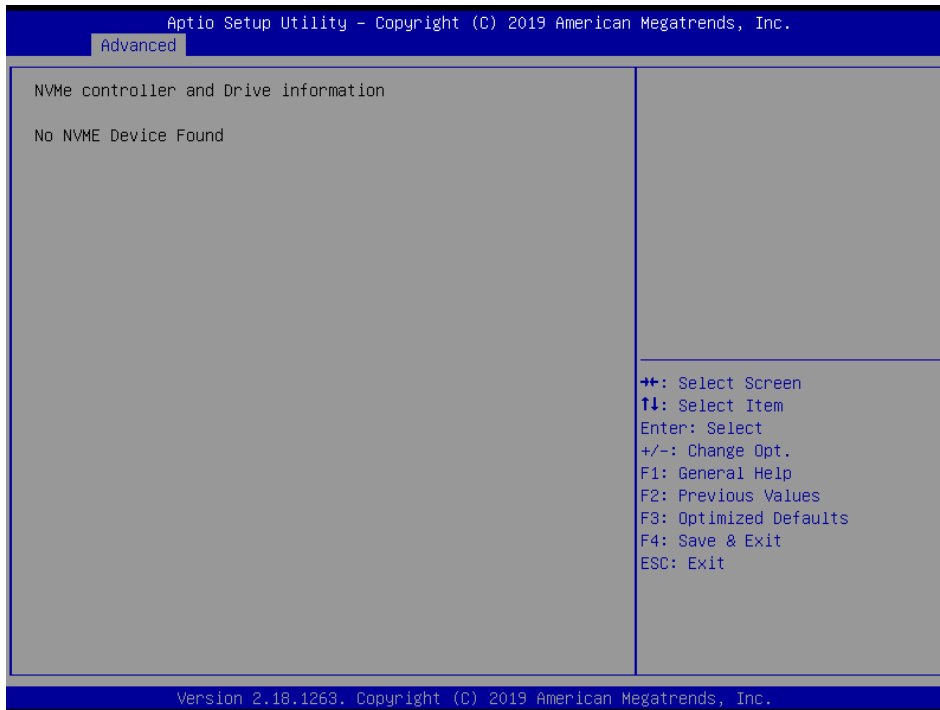 Aptio Setup Utility – Copyright (C) 2019 American Megatrends, Inc.
Advanced
NVMe controller and Drive information
No NVME Device Found
→←: Select Screen
↑↓: Select Item
Enter: Select
+/-: Change Opt.
F1: General Help
F2: Previous Values
F3: Optimized Defaults
F4: Save & Exit
ESC: Exit
Version 2.18.1263. Copyright (C) 2019 American Megatrends, Inc.